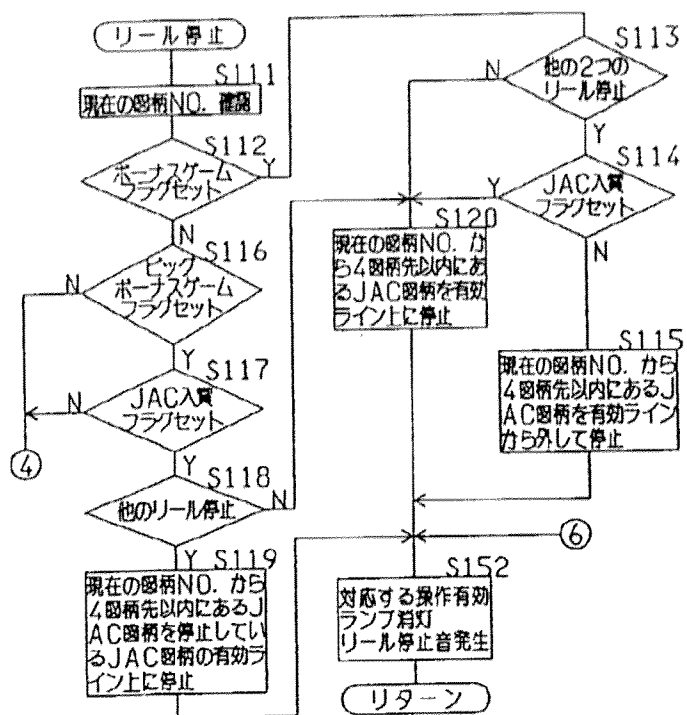 リール停止
S111
現在の図柄NO. 確認
S112
ボーナスゲーム
フラグセット
Y
N
S116
ビッグ
ボーナスゲーム
フラグセット
N
Y
S117
JAC入賞
フラグセット
N
Y
④
S118
他のリール停止
N
Y
S119
現在の図柄NO. から
4図柄先以内にあるJ
AC図柄を停止してい
るJAC図柄の有効ライ
ン上に停止
S113
他の2つの
リール停止
N
Y
S114
JAC入賞
フラグセット
Y
N
S120
現在の図柄NO. か
ら4図柄先以内にあ
るJAC図柄を有効
ライン上に停止
S115
現在の図柄NO. から
4図柄先以内にあるJ
AC図柄を有効ライン
から外して停止
⑥
S152
対応する操作有効
ランプ消灯
リール停止音発生
リターン